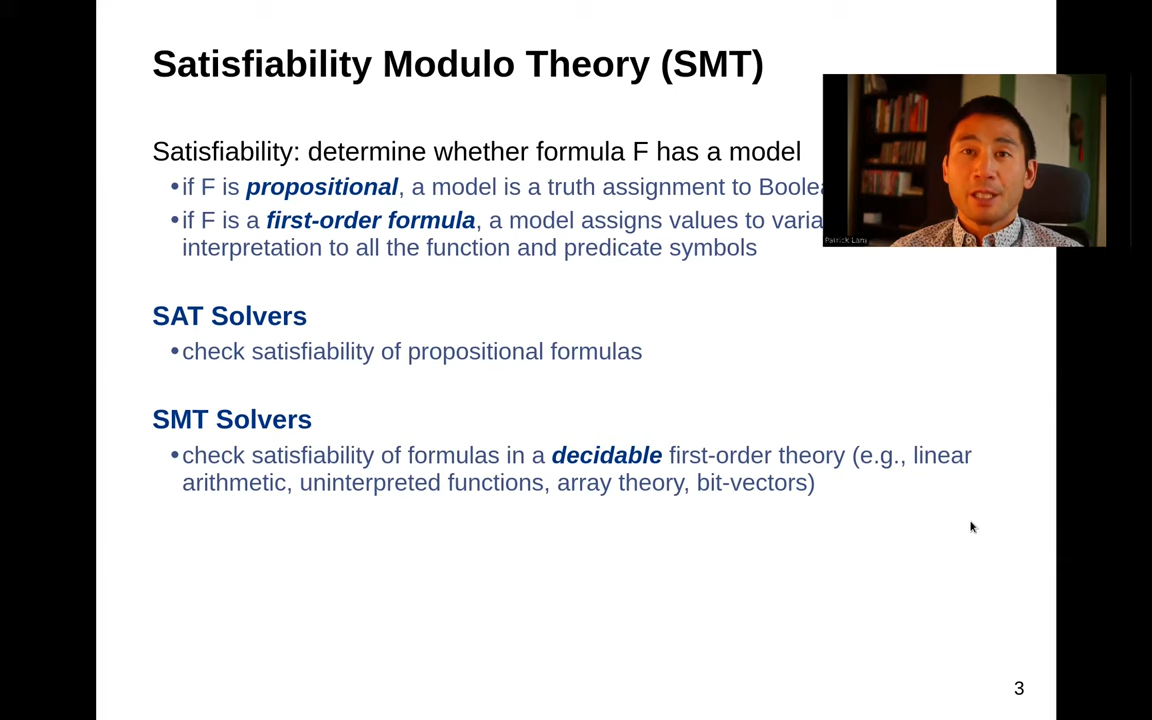 Satisfiability Modulo Theory (SMT)
Satisfiability: determine whether formula F has a model
•if F is propositional, a model is a truth assignment to
•if F is a first-order formula, a model assigns values to
interpretation to all the function and predicate symbols
SAT Solvers
•check satisfiability of propositional formulas
SMT Solvers
•check satisfiability of formulas in a decidable first-order theory (e.g., linear
arithmetic, uninterpreted functions, array theory, bit-vectors)
3
Patrick Lam